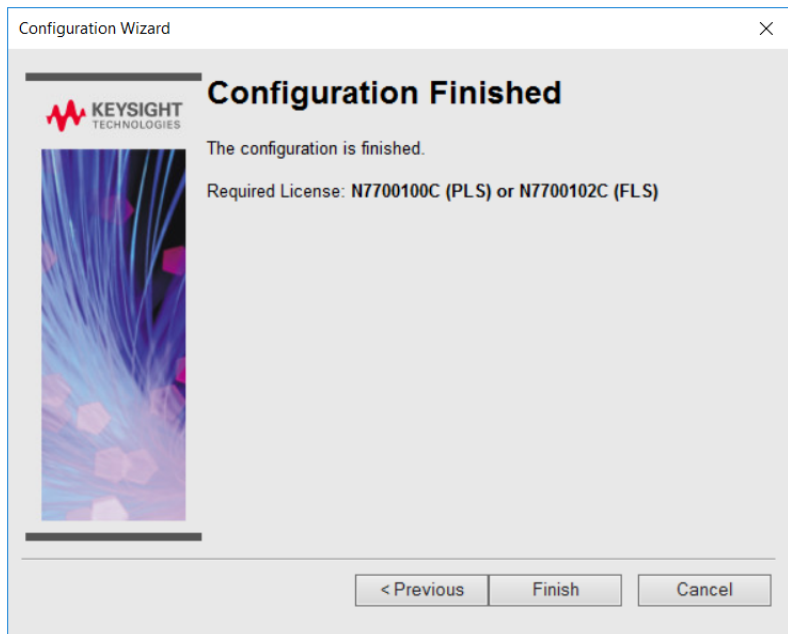 Configuration Wizard
KEYSIGHT
TECHNOLOGIES
Configuration Finished
The configuration is finished.
Required License: N7700100C (PLS) or N7700102C (FLS)
< Previous
Finish
Cancel